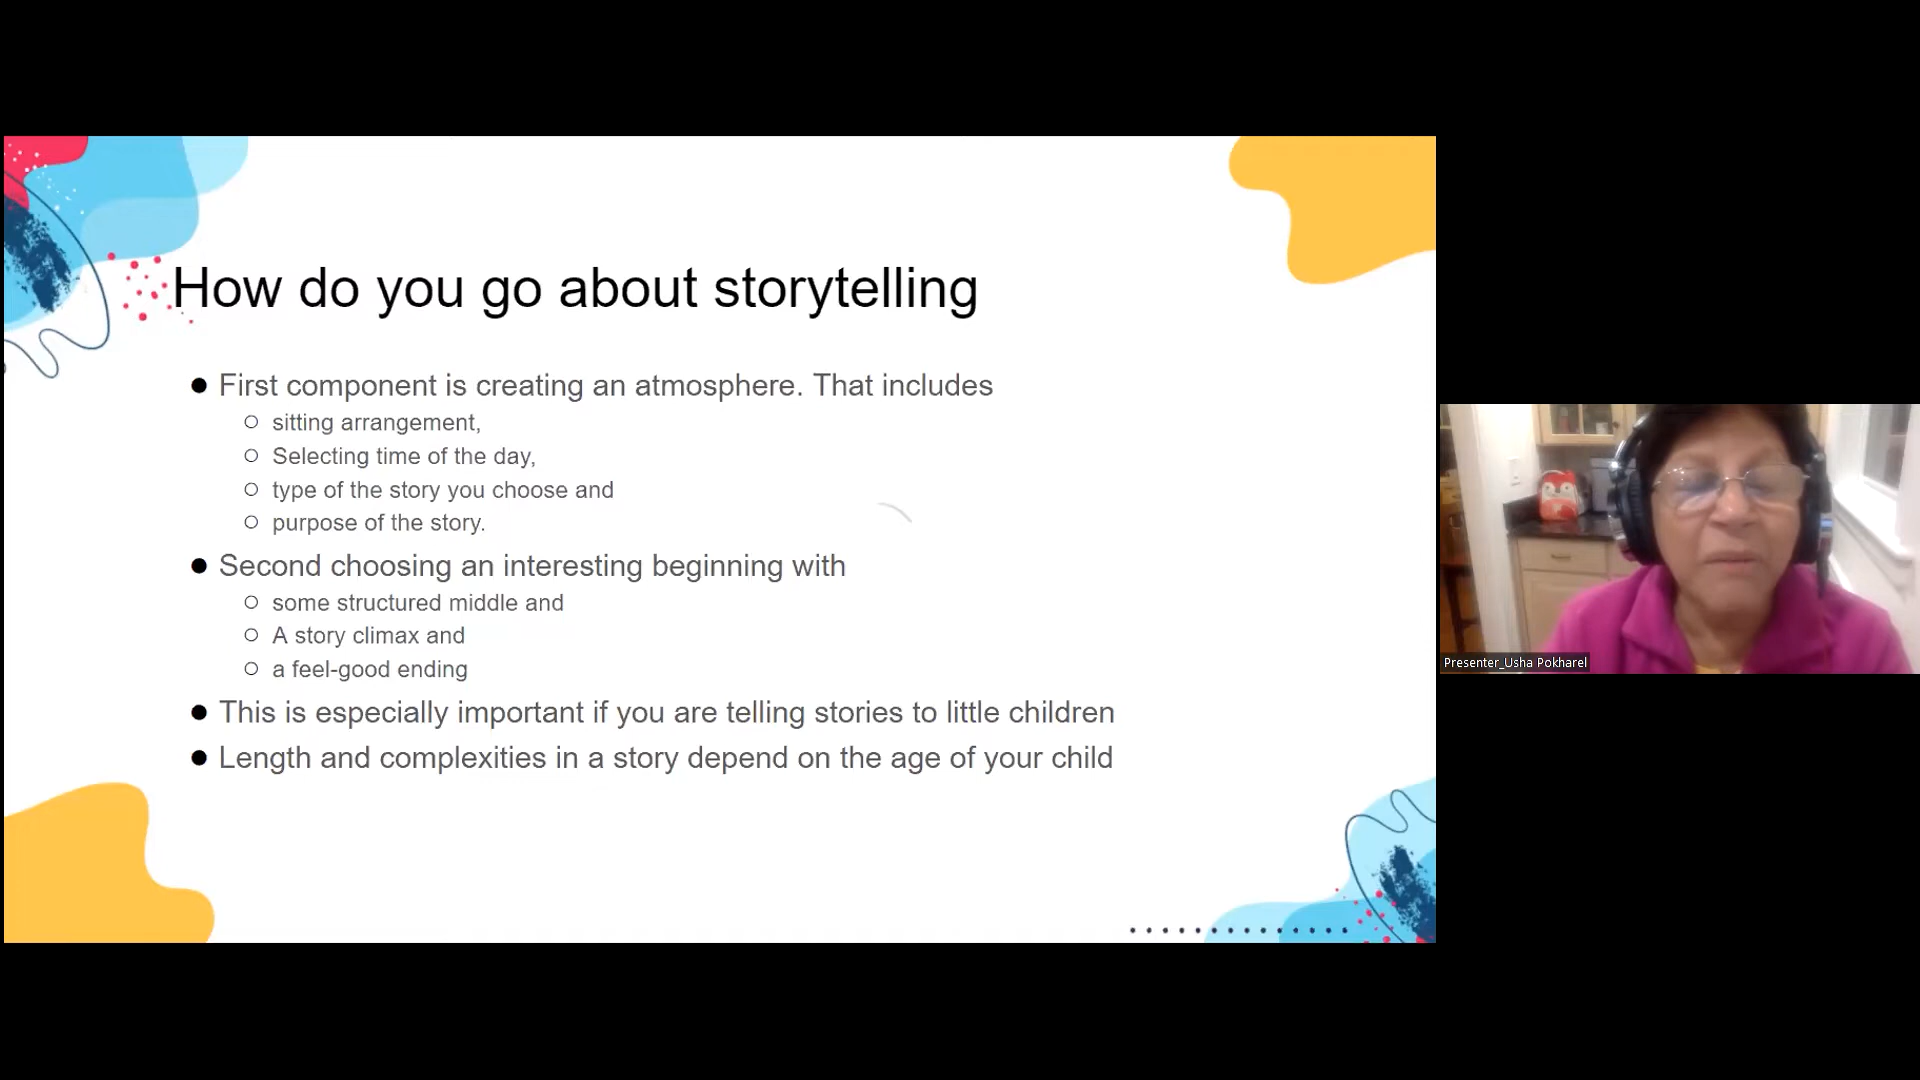 How do you go about storytelling
● First component is creating an atmosphere. That includes
○ sitting arrangement,
○ Selecting time of the day,
○ type of the story you choose and
○ purpose of the story.
● Second choosing an interesting beginning with
○ some structured middle and
○ A story climax and
○ a feel-good ending
● This is especially important if you are telling stories to little children
● Length and complexities in a story depend on the age of your child
Presenter_Usha Pokharel